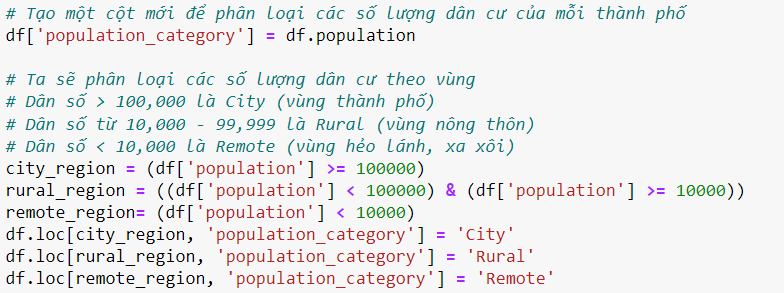 # Tạo một cột mới để phân loại các số lượng dân cư của mỗi thành phố
df['population_category'] = df.population
# Ta sẽ phân loại các số lượng dân cư theo vùng
# Dân số > 100,000 là City (vùng thành phố)
# Dân số từ 10,000 - 99,999 là Rural (vùng nông thôn)
# Dân số < 10,000 là Remote (vùng hẻo lánh, xa xôi)
city_region = (df['population'] >= 100000)
rural_region = ((df['population'] < 100000) & (df['population'] >= 10000))
remote_region= (df['population'] < 10000)
df.loc[city_region, 'population_category'] = 'City'
df.loc[rural_region, 'population_category'] = 'Rural'
df.loc[remote_region, 'population_category'] = 'Remote'